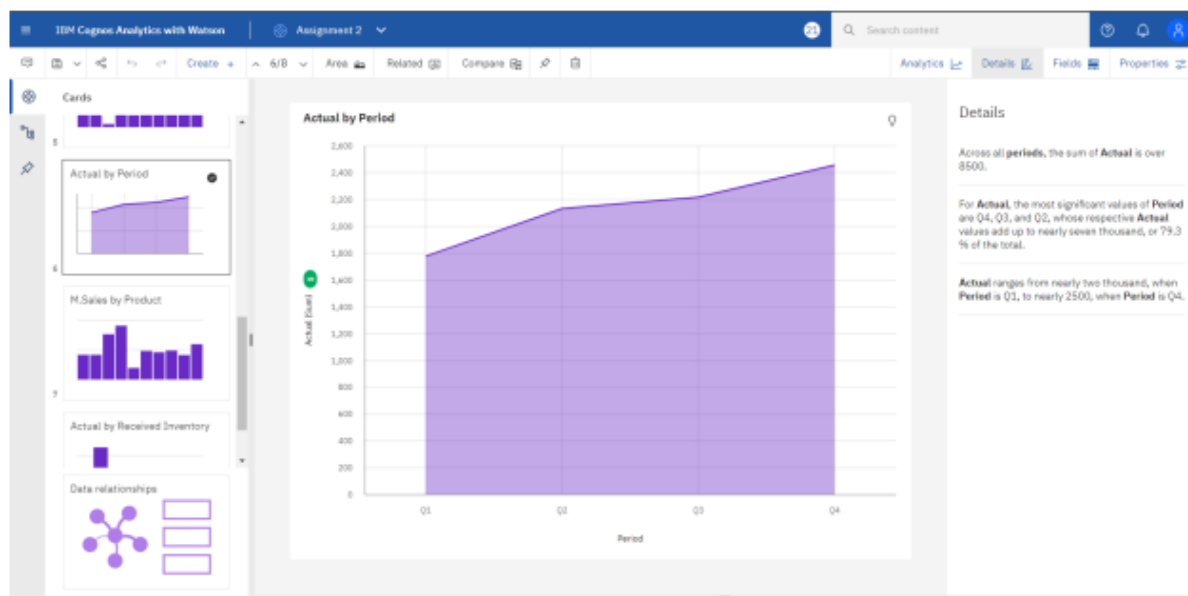 IBM Cognos Analytics with Watson
Assignment 2
21
Search content
Create +
6/8
Area
Related
Compare
Analytics
Details
Fields
Properties
Cards
5
Actual by Period
6
M.Sales by Product
7
Actual by Received Inventory
Data relationships
Actual by Period
2,600
2,400
2,200
2,000
1,800
1,600
1,400
1,200
1,000
800
600
400
200
0
Actual (Sum)
Q1
Q2
Q3
Q4
Period
Details
Across all periods, the sum of Actual is over
8500.
For Actual, the most significant values of Period
are Q4, Q3, and Q2, whose respective Actual
values add up to nearly seven thousand, or 79.3
% of the total.
Actual ranges from nearly two thousand, when
Period is Q1, to nearly 2500, when Period is Q4.